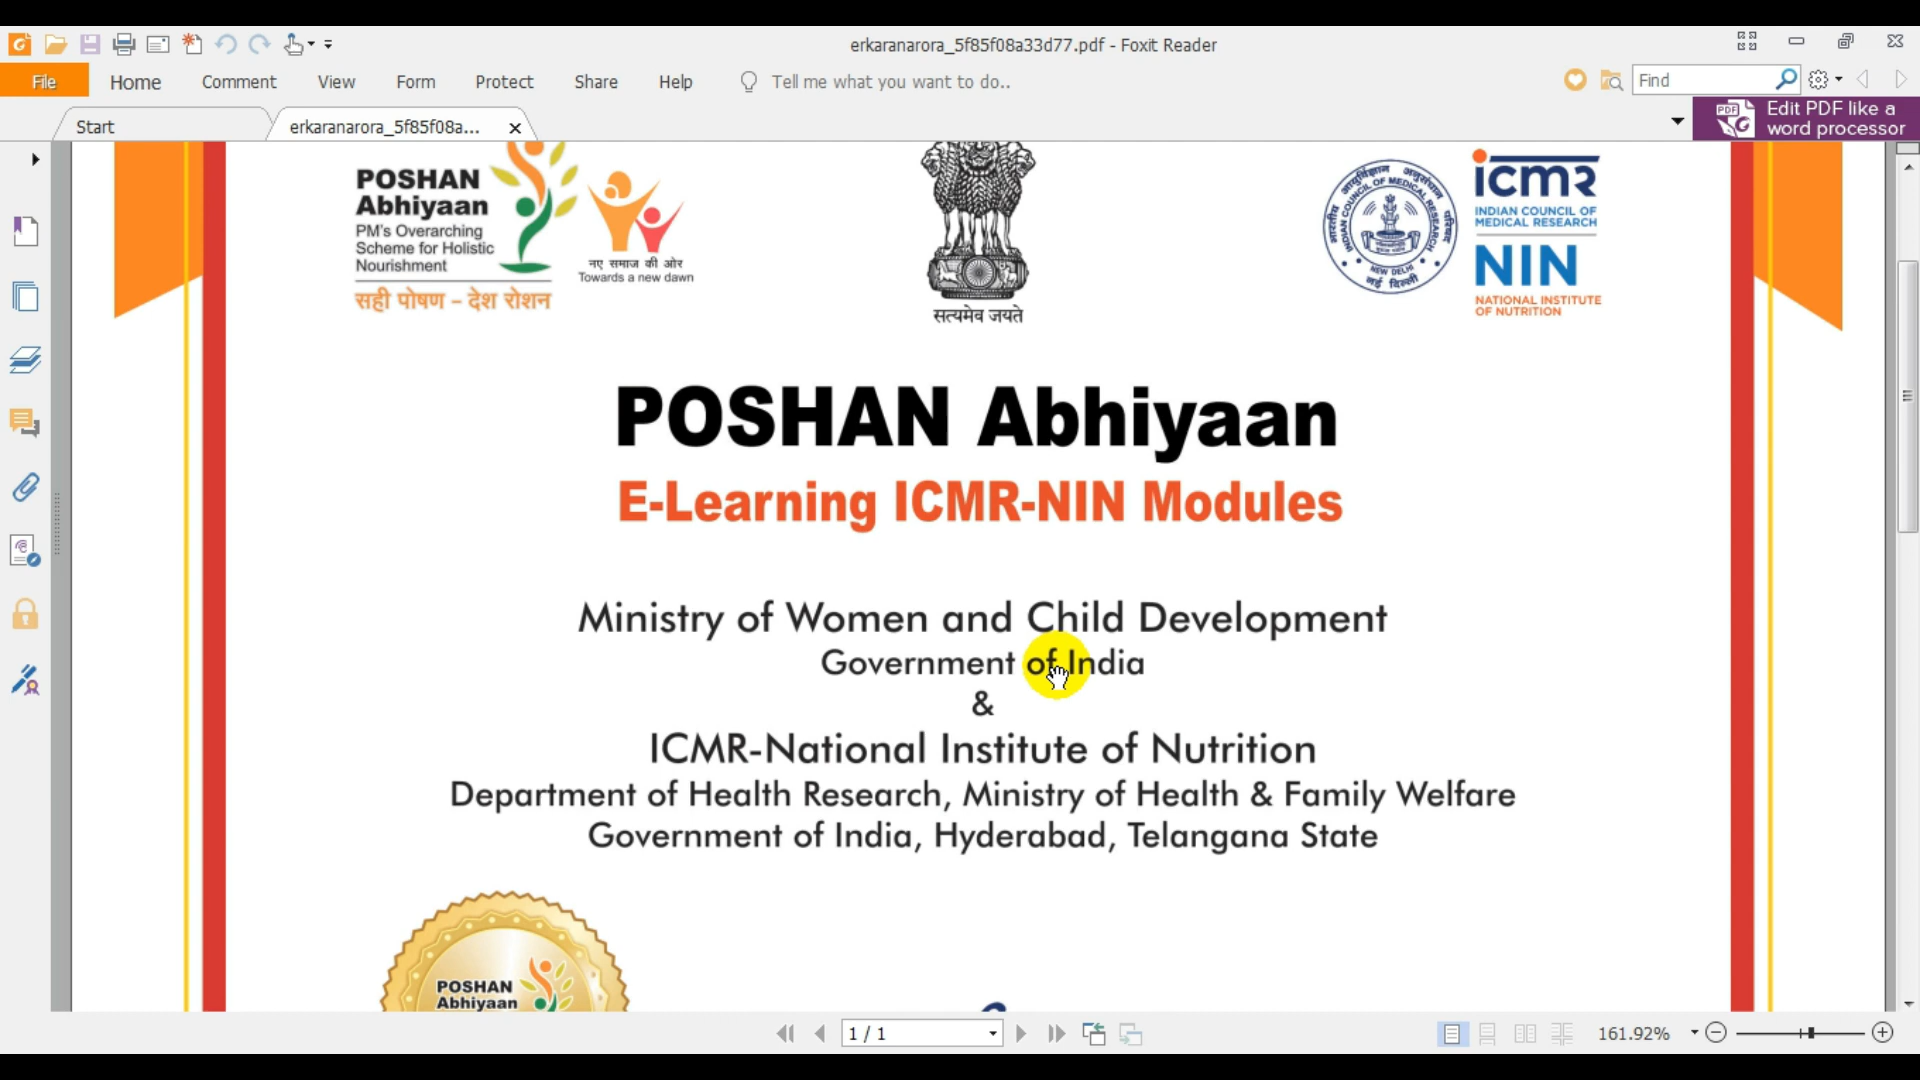 erkaranarora_5f85f08a33d77.pdf - Foxit Reader
File Home Comment View Form Protect Share Help Tell me what you want to do..
Find
Start
erkaranarora_5f85f08a...
Edit PDF like a
word processor
POSHAN
Abhiyaan
PM's Overarching
Scheme for Holistic
Nourishment
सही पोषण – देश रोशन
नए समाज की ओर
Towards a new dawn
सत्यमेव जयते
भारतीय आयुर्विज्ञान अनुसंधान परिषद
INDIAN COUNCIL OF MEDICAL RESEARCH
NEW DELHI
नई दिल्ली
icmr
INDIAN COUNCIL OF
MEDICAL RESEARCH
NIN
NATIONAL INSTITUTE
OF NUTRITION
POSHAN Abhiyaan
E-Learning ICMR-NIN Modules
Ministry of Women and Child Development
Government of India
&
ICMR-National Institute of Nutrition
Department of Health Research, Ministry of Health & Family Welfare
Government of India, Hyderabad, Telangana State
POSHAN
Abhiyaan
1 / 1
161.92%